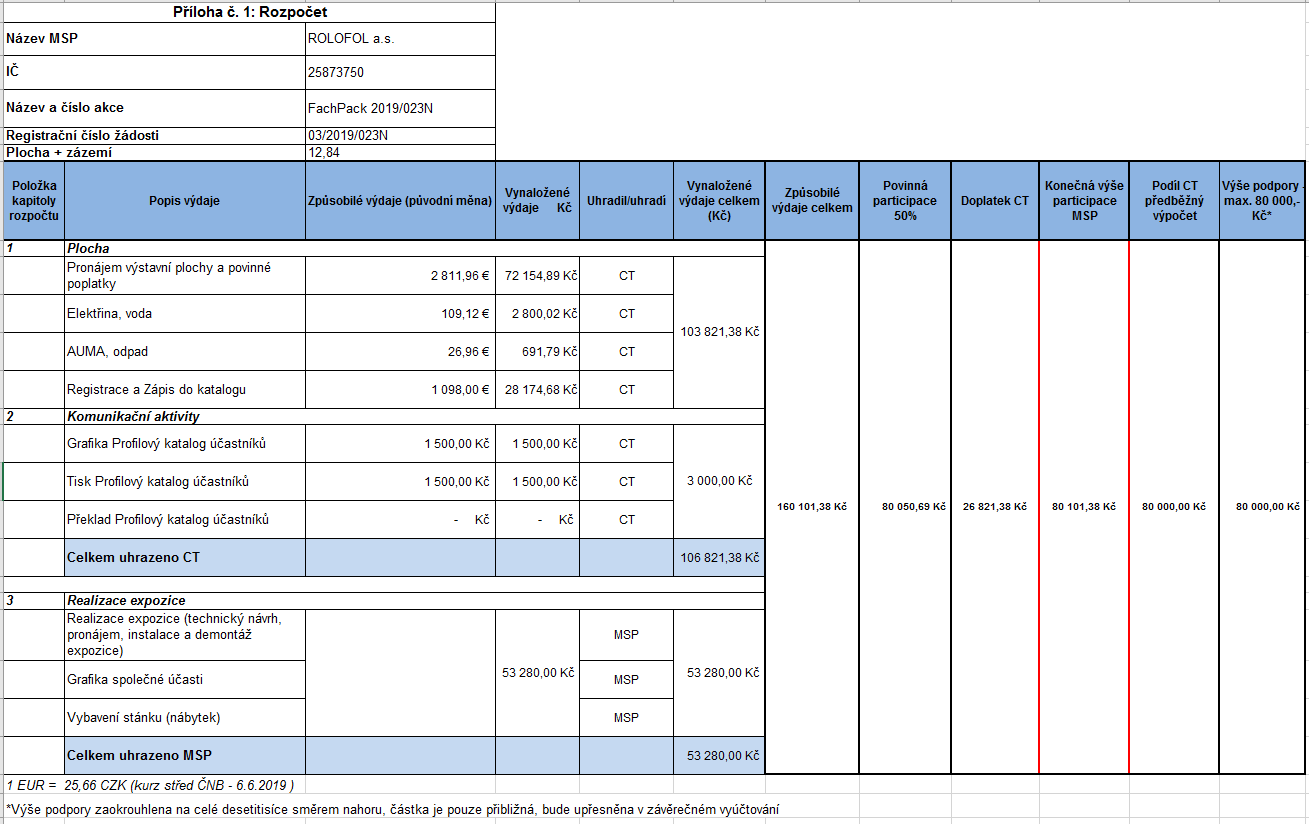 Příloha č. 1: Rozpočet
Název MSP ROLOFOL a.s.
IČ 25873750
Název a číslo akce FachPack 2019/023N
Registrační číslo žádosti 03/2019/023N
Plocha + zázemí 12,84
Položka kapitoly rozpočtu Popis výdaje Způsobilé výdaje (původní měna) Vynaložené výdaje Kč Uhradil/uhradí Vynaložené výdaje celkem (Kč) Způsobilé výdaje celkem Povinná participace 50% Doplatek CT Konečná výše participace MSP Podíl CT předběžný výpočet Výše podpory - max. 80 000,- Kč*
1 Plocha
Pronájem výstavní plochy a povinné poplatky 2 811,96 € 72 154,89 Kč CT
Elektřina, voda 109,12 € 2 800,02 Kč CT
103 821,38 Kč
AUMA, odpad 26,96 € 691,79 Kč CT
Registrace a Zápis do katalogu 1 098,00 € 28 174,68 Kč CT
2 Komunikační aktivity
Grafika Profilový katalog účastníků 1 500,00 Kč 1 500,00 Kč CT
Tisk Profilový katalog účastníků 1 500,00 Kč 1 500,00 Kč CT 3 000,00 Kč
160 101,38 Kč 80 050,69 Kč 26 821,38 Kč 80 101,38 Kč 80 000,00 Kč 80 000,00 Kč
Překlad Profilový katalog účastníků - Kč - Kč CT
Celkem uhrazeno CT 106 821,38 Kč
3 Realizace expozice
Realizace expozice (technický návrh, pronájem, instalace a demontáž expozice) MSP
53 280,00 Kč 53 280,00 Kč
Grafika společné účasti MSP
Vybavení stánku (nábytek) MSP
Celkem uhrazeno MSP 53 280,00 Kč
1 EUR = 25,66 CZK (kurz střed ČNB - 6.6.2019 )
*Výše podpory zaokrouhlena na celé desetitisíce směrem nahoru, částka je pouze přibližná, bude upřesněna v závěrečném vyúčtování